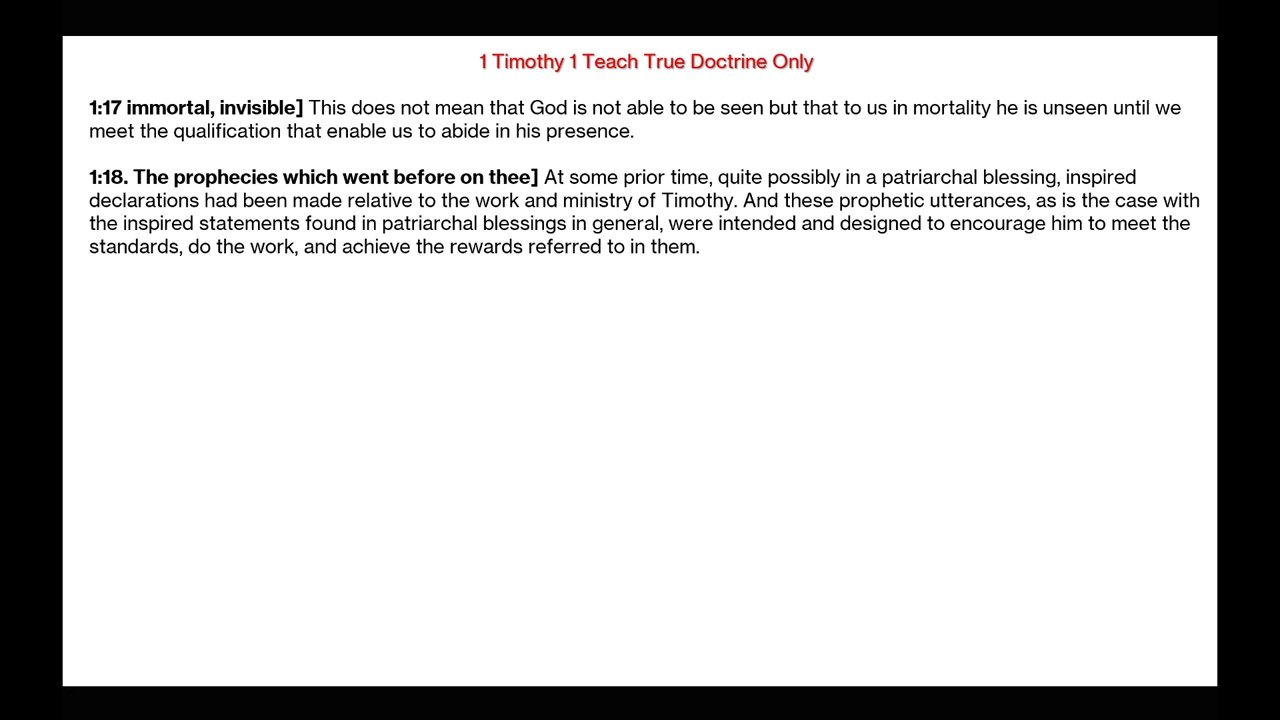 1 Timothy 1 Teach True Doctrine Only
1:17 immortal, invisible] This does not mean that God is not able to be seen but that to us in mortality he is unseen until we
meet the qualification that enable us to abide in his presence.
1:18. The prophecies which went before on thee] At some prior time, quite possibly in a patriarchal blessing, inspired
declarations had been made relative to the work and ministry of Timothy. And these prophetic utterances, as is the case with
the inspired statements found in patriarchal blessings in general, were intended and designed to encourage him to meet the
standards, do the work, and achieve the rewards referred to in them.